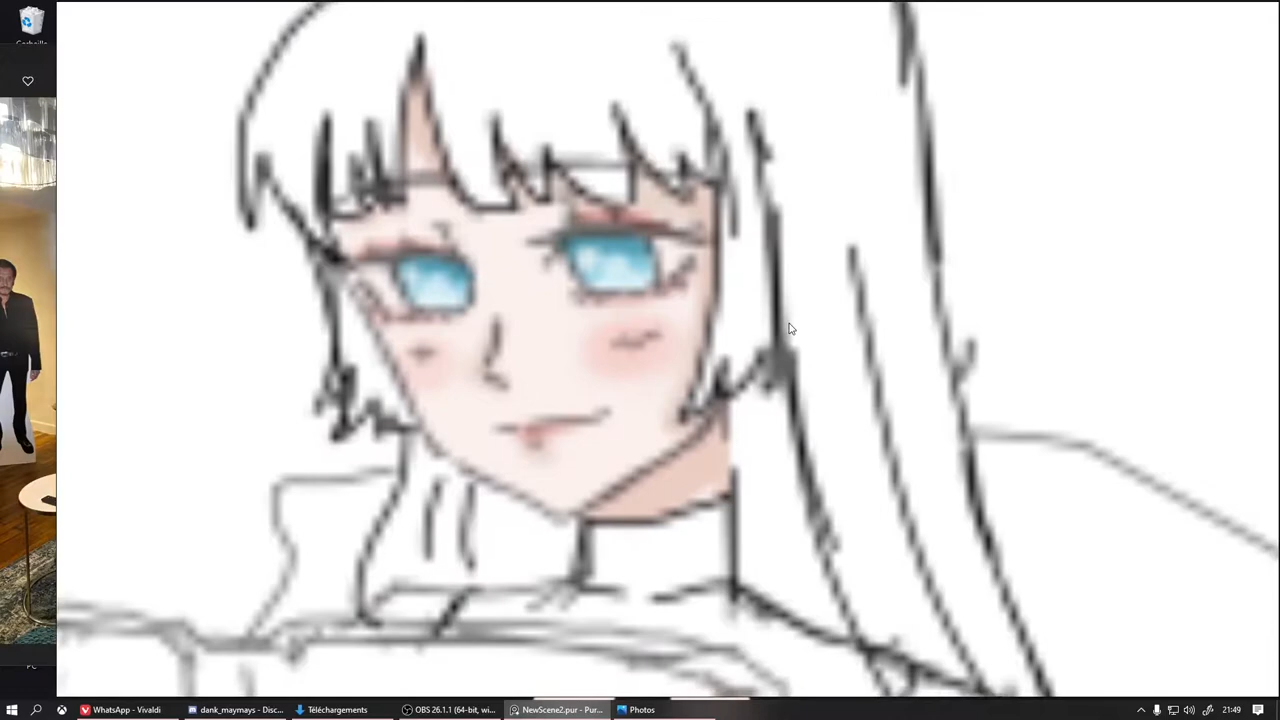 Corbeille
PC
WhatsApp - Vivaldi
dank_maymays - Disc...
Téléchargements
OBS 26.1.1 (64-bit, wi...
NewScene2.pur - Pur...
Photos
21:49